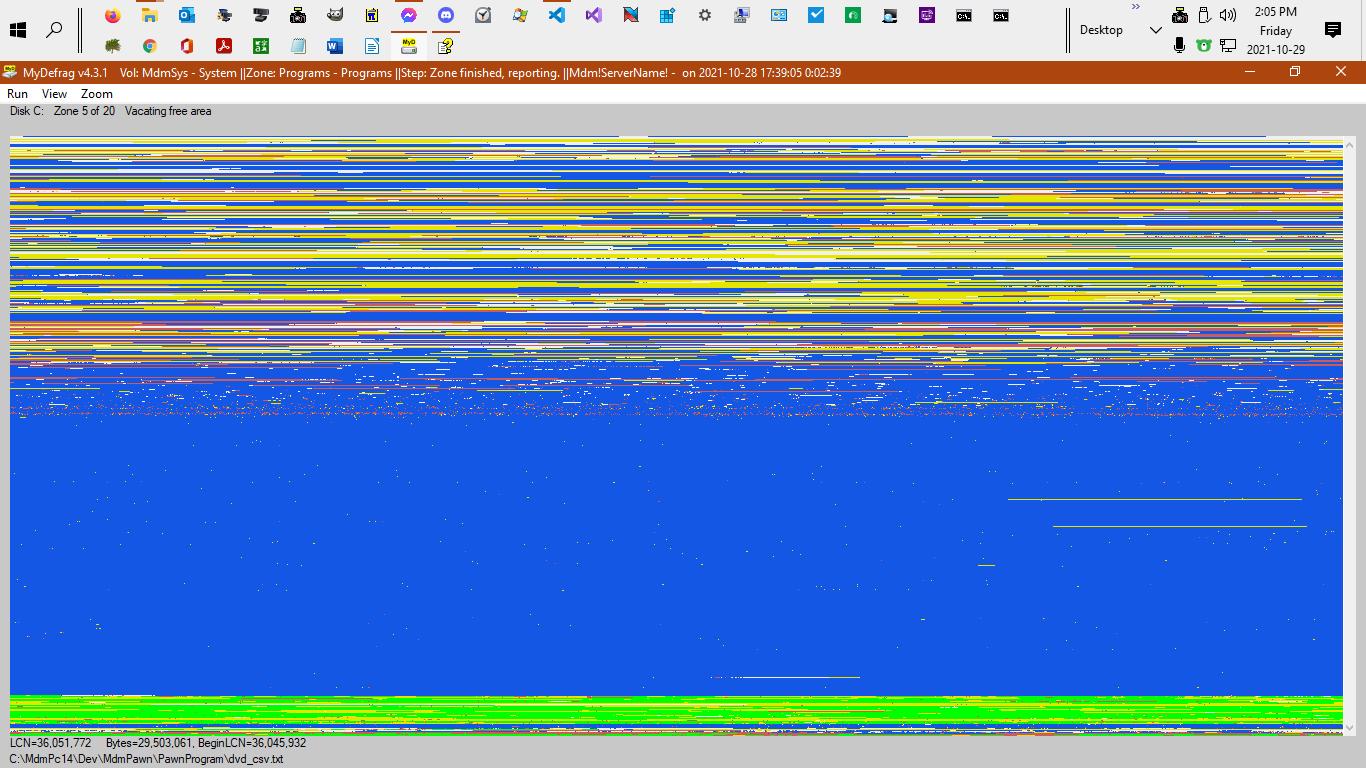 »
2:05 PM
Desktop
Friday
2021-10-29
MyDefrag v4.3.1 Vol: MdmSys - System ||Zone: Programs - Programs ||Step: Zone finished, reporting. ||Mdm!ServerName! - on 2021-10-28 17:39:05 0:02:39
Run View Zoom
Disk C: Zone 5 of 20 Vacating free area
LCN=36,051,772 Bytes=29,503,061, BeginLCN=36,045,932
C:\MdmPc14\Dev\MdmPawn\PawnProgram\dvd_csv.txt